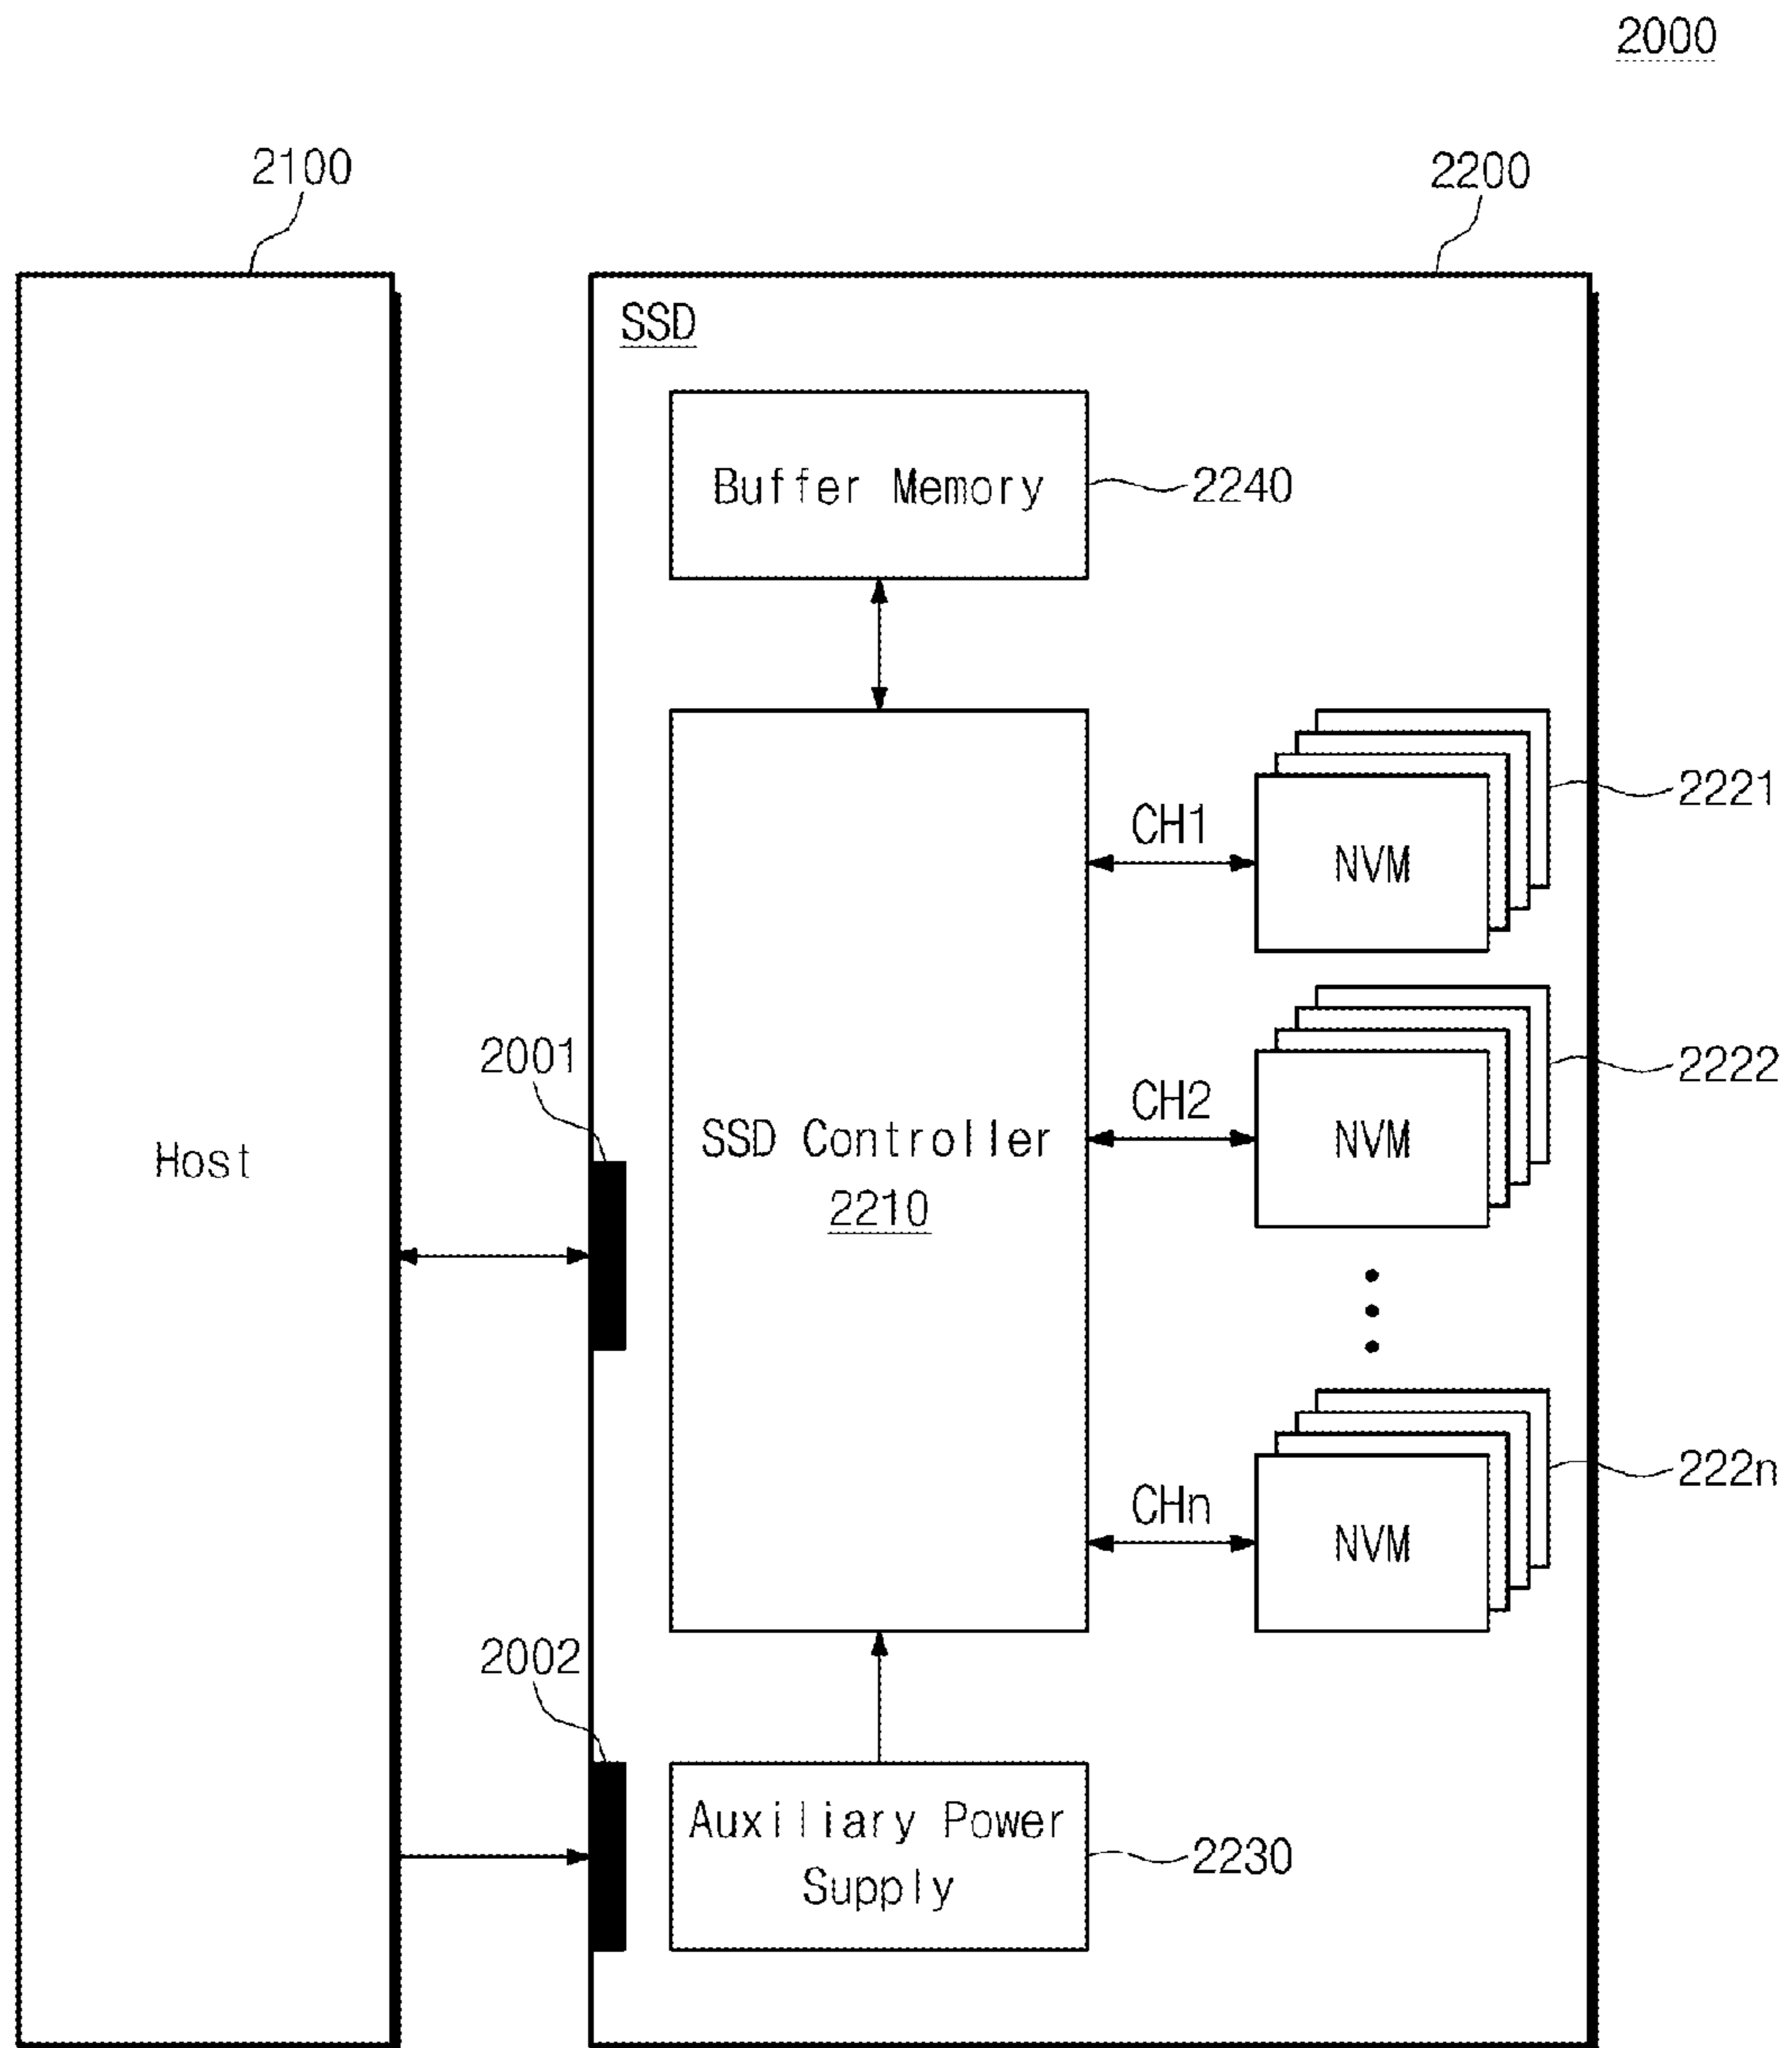 2000
2100
2200
SSD
Buffer Memory
2240
CH1
NVM
2221
2001
CH2
NVM
2222
Host
SSD Controller
2210
CHn
NVM
222n
2002
Auxiliary Power
Supply
2230